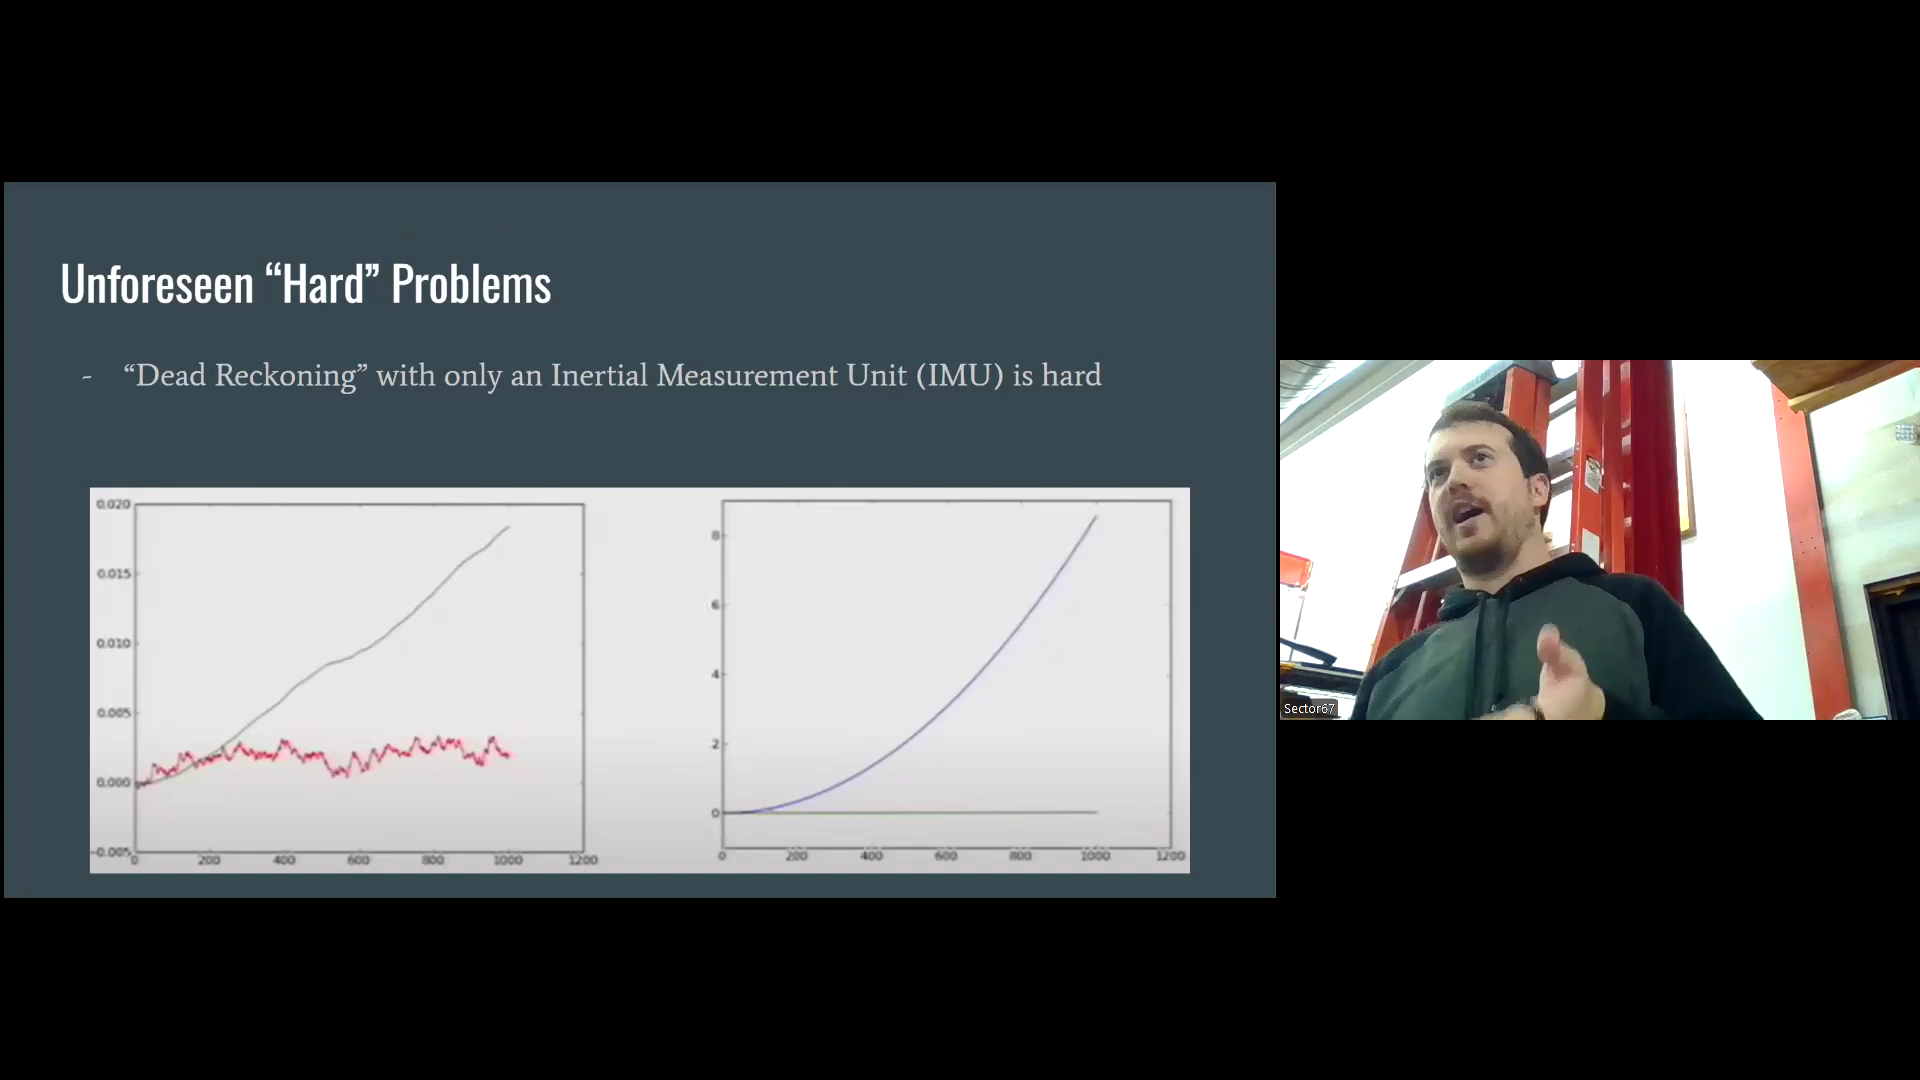 Unforeseen “Hard” Problems
- “Dead Reckoning” with only an Inertial Measurement Unit (IMU) is hard
0.020
0.015
0.010
0.005
0.000
-0.005
0 200 400 600 800 1000 1200
8
6
4
2
0
0 200 400 600 800 1000 1200
Sector67